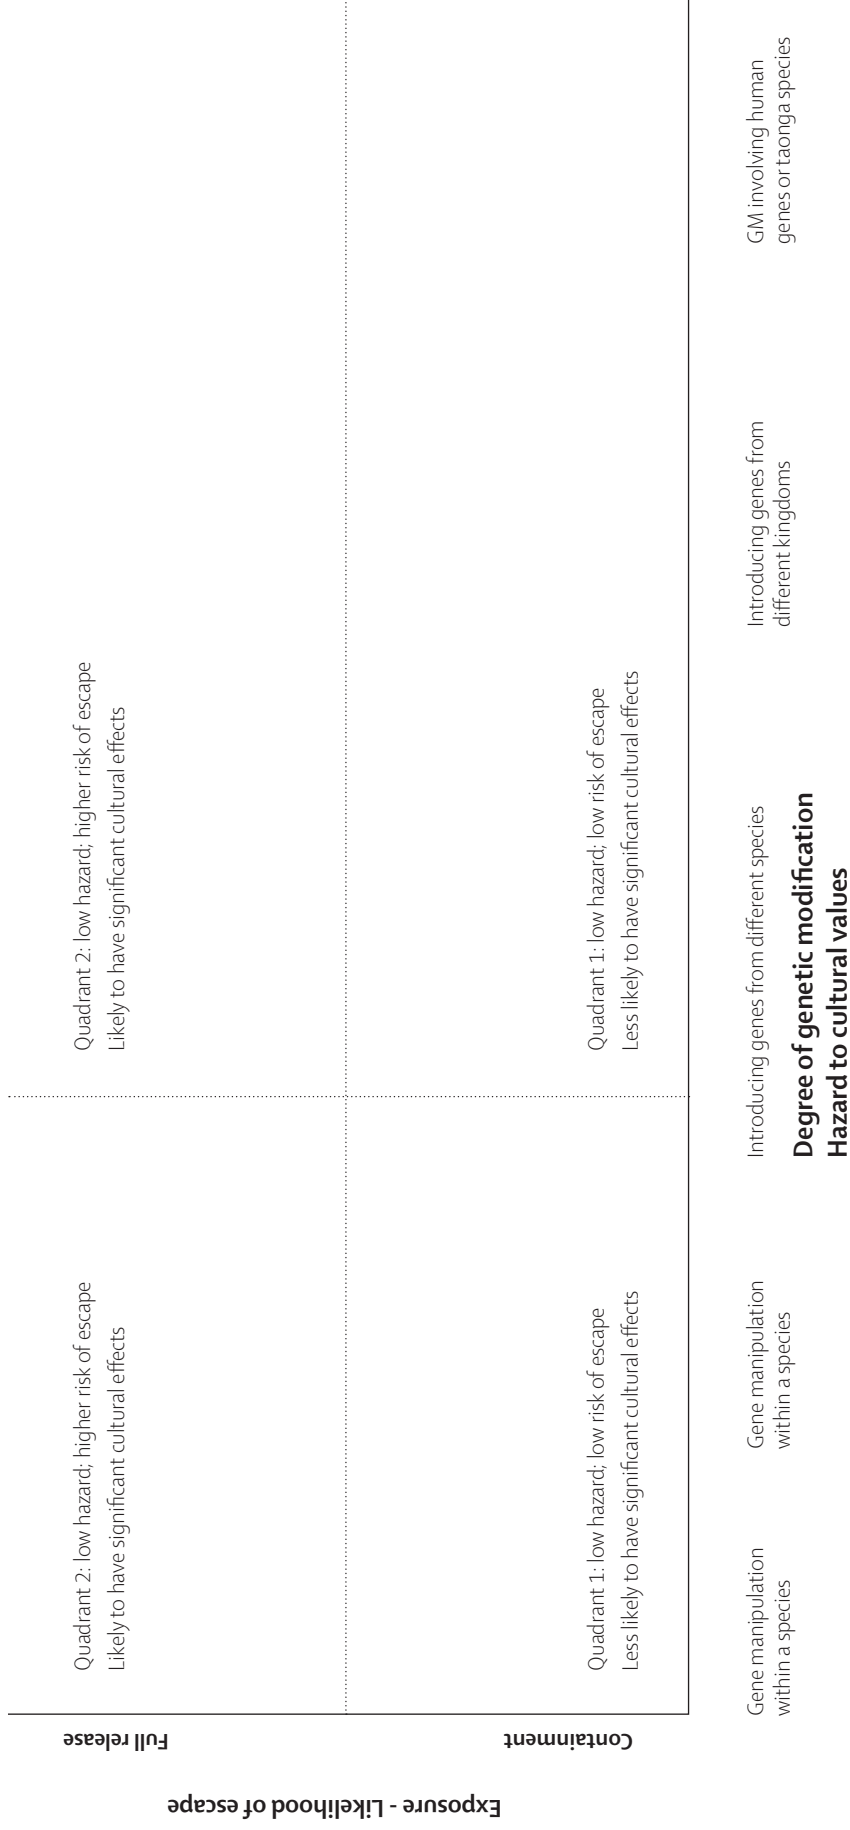 Exposure - Likelihood of escape
Full release
Containment
Quadrant 2: low hazard; higher risk of escape
Likely to have significant cultural effects
Quadrant 2: low hazard; higher risk of escape
Likely to have significant cultural effects
Quadrant 1: low hazard; low risk of escape
Less likely to have significant cultural effects
Quadrant 1: low hazard; low risk of escape
Less likely to have significant cultural effects
Gene manipulation
within a species
Gene manipulation
within a species
Introducing genes from different species
Introducing genes from
different kingdoms
GM involving human
genes or taonga species
Degree of genetic modification
Hazard to cultural values